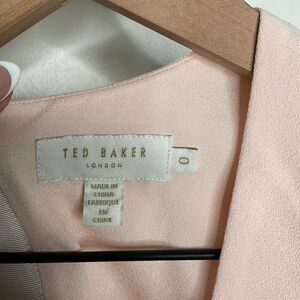 TED BAKER
LONDON
0
MADE IN
CHINA
FABRIQUÉ
EN
CHINE